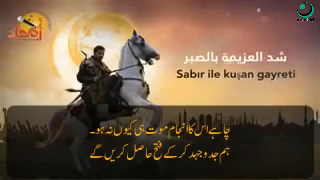 شد العزيمة بالصبر
Sabır ile kuşan gayreti
چاہے اس کا انجام موت ہی کیوں نہ ہو۔
ہم جدوجہد کر کے فتح حاصل کریں گے